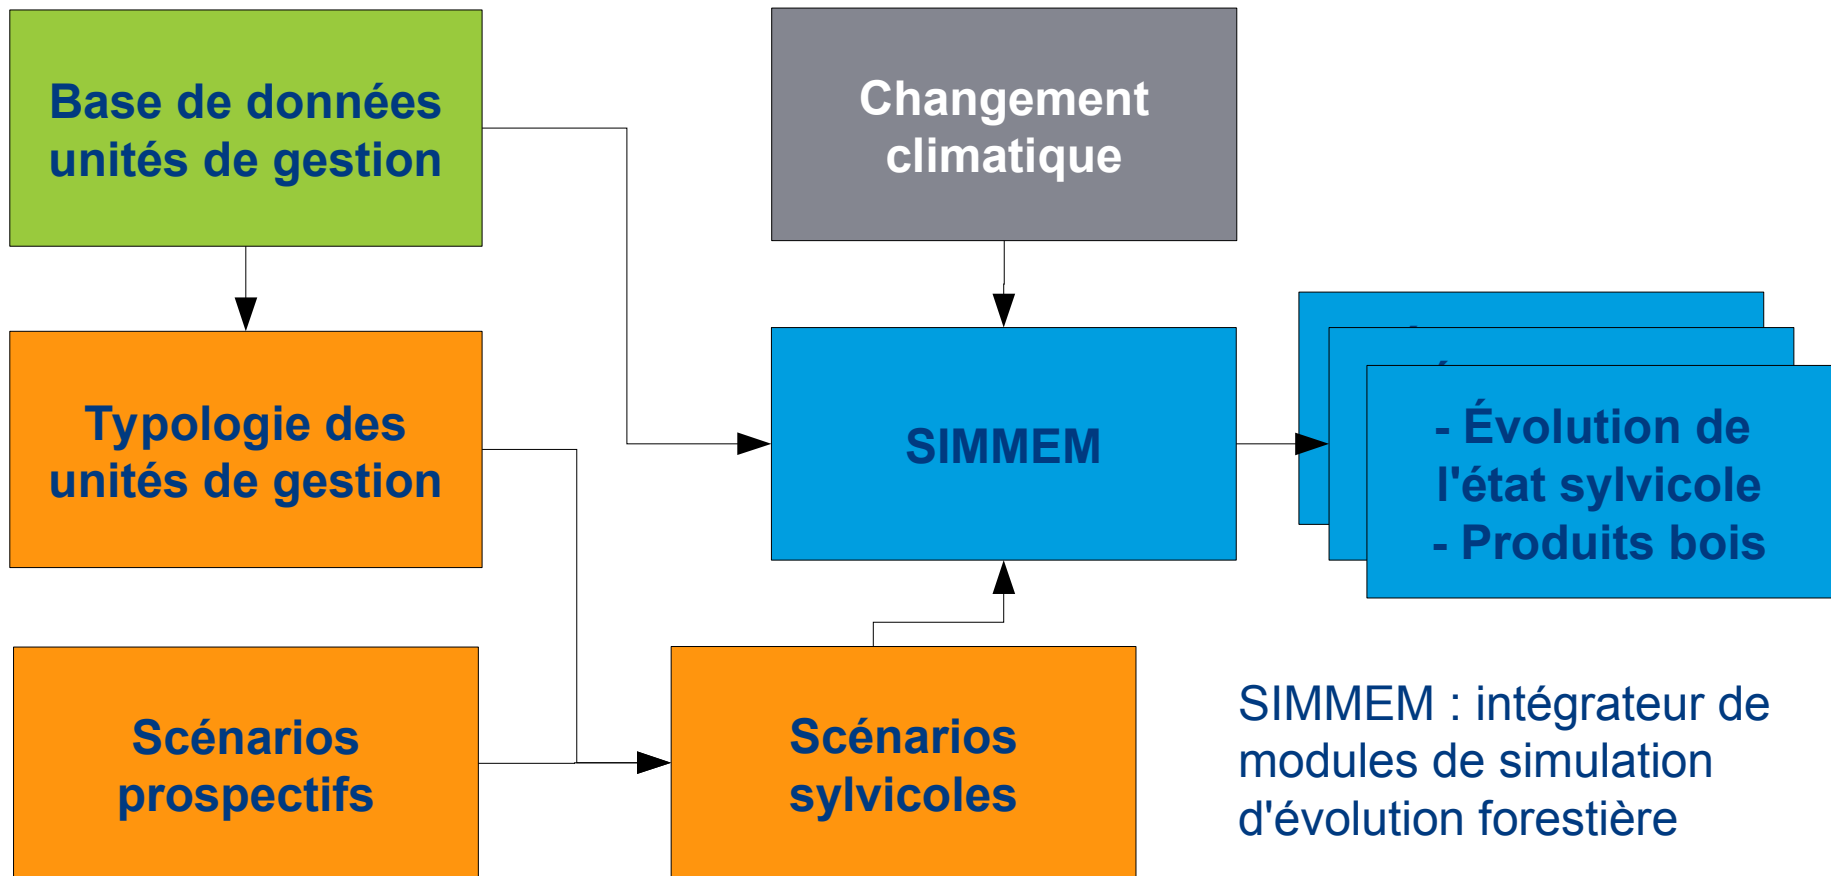 Base de données
unités de gestion
Changement
climatique
Typologie des
unités de gestion
SIMMEM
- Évolution de
l'état sylvicole
- Produits bois
Scénarios
prospectifs
Scénarios
sylvicoles
SIMMEM : intégrateur de
modules de simulation
d'évolution forestière